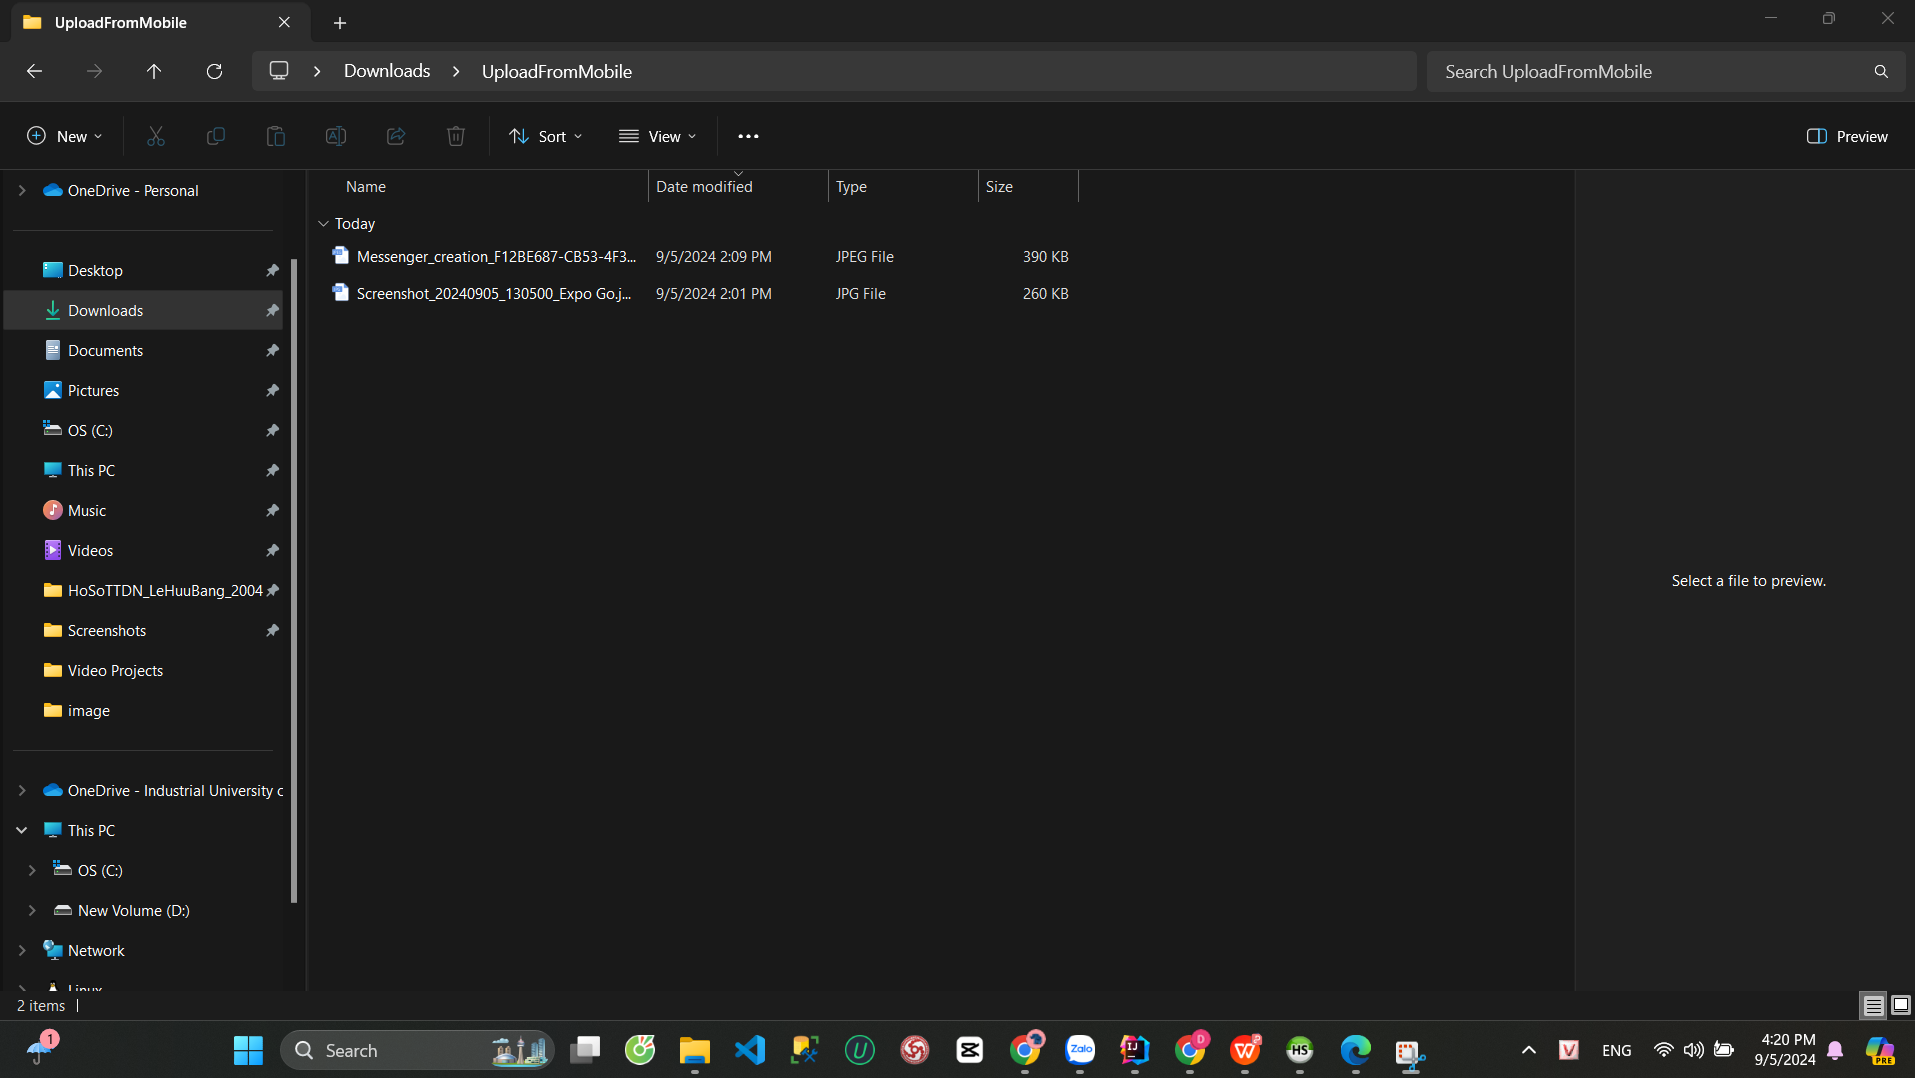 UploadFromMobile
Downloads
UploadFromMobile
Search UploadFromMobile
New
Sort
View
Preview
OneDrive - Personal
Desktop
Downloads
Documents
Pictures
OS (C:)
This PC
Music
Videos
HoSoTTDN_LeHuuBang_2004
Screenshots
Video Projects
image
OneDrive - Industrial University
This PC
OS (C:)
New Volume (D:)
Network
Linux
Name Date modified Type Size
Today
Messenger_creation_F12BE687-CB53-4F3... 9/5/2024 2:09 PM JPEG File 390 KB
Screenshot_20240905_130500_Expo Go.j... 9/5/2024 2:01 PM JPG File 260 KB
Select a file to preview.
2 items
1
Search
Zalo
IJ
D
W
HS
V
ENG
4:20 PM
9/5/2024
PRE